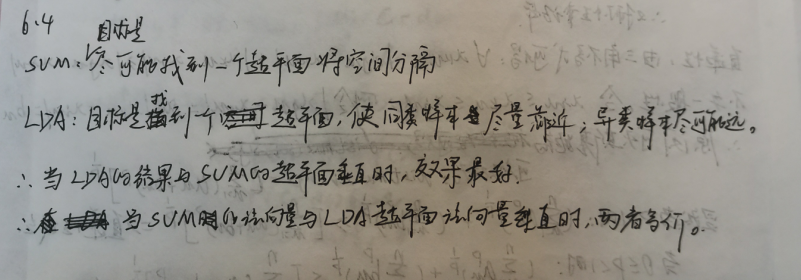 6.4
目标是
SUM:尽可能找到一个超平面将空间分隔
LDA:目标是找到一个超平面,使同类样本尽量靠近;异类样本尽可能远。
∴当LDA的结果与SUM的超平面垂直时,效果最好.
∴当SUM的法向量与LDA超平面法向量垂直时,两者等价。